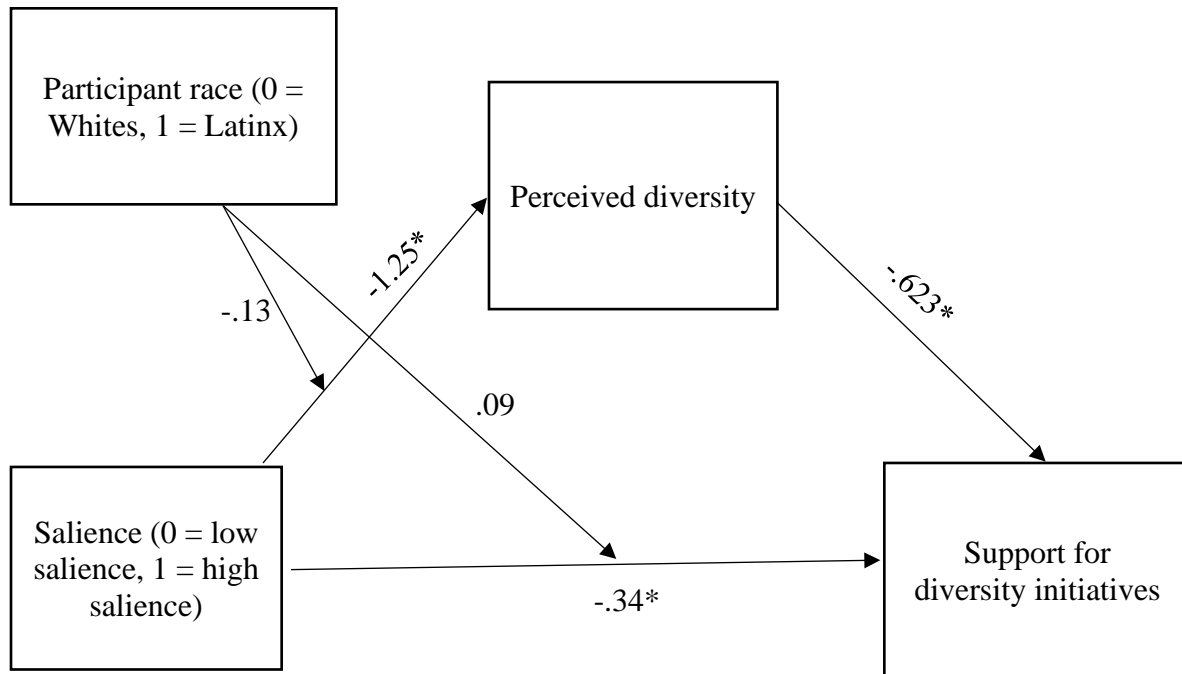 Participant race (0 =
Whites, 1 = Latinx)
Perceived diversity
-1.25*
-.623*
-.13
.09
Salience (0 = low
salience, 1 = high
salience)
-.34*
Support for
diversity initiatives